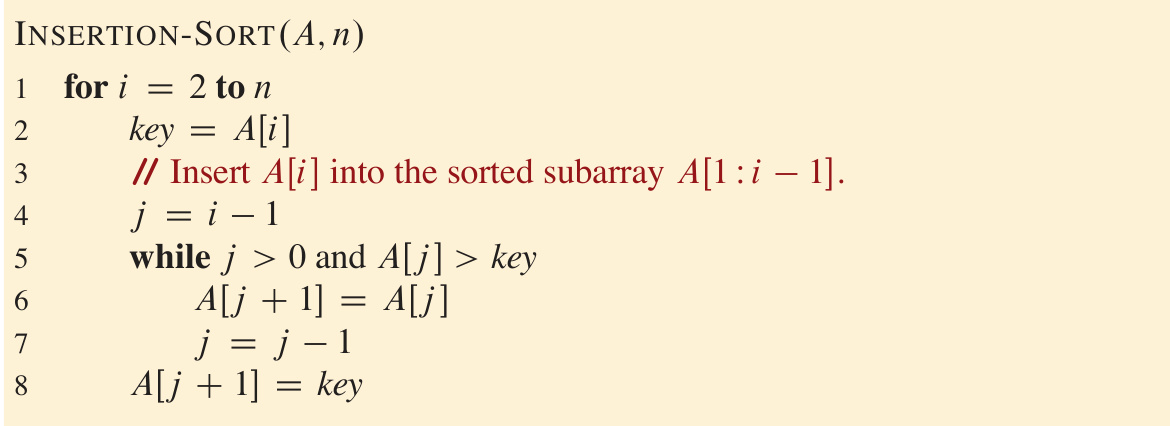 INSERTION-SORT(A, n)
1 for i = 2 to n
2 key = A[i]
3 // Insert A[i] into the sorted subarray A[1 : i − 1].
4 j = i − 1
5 while j > 0 and A[j] > key
6 A[j + 1] = A[j]
7 j = j − 1
8 A[j + 1] = key